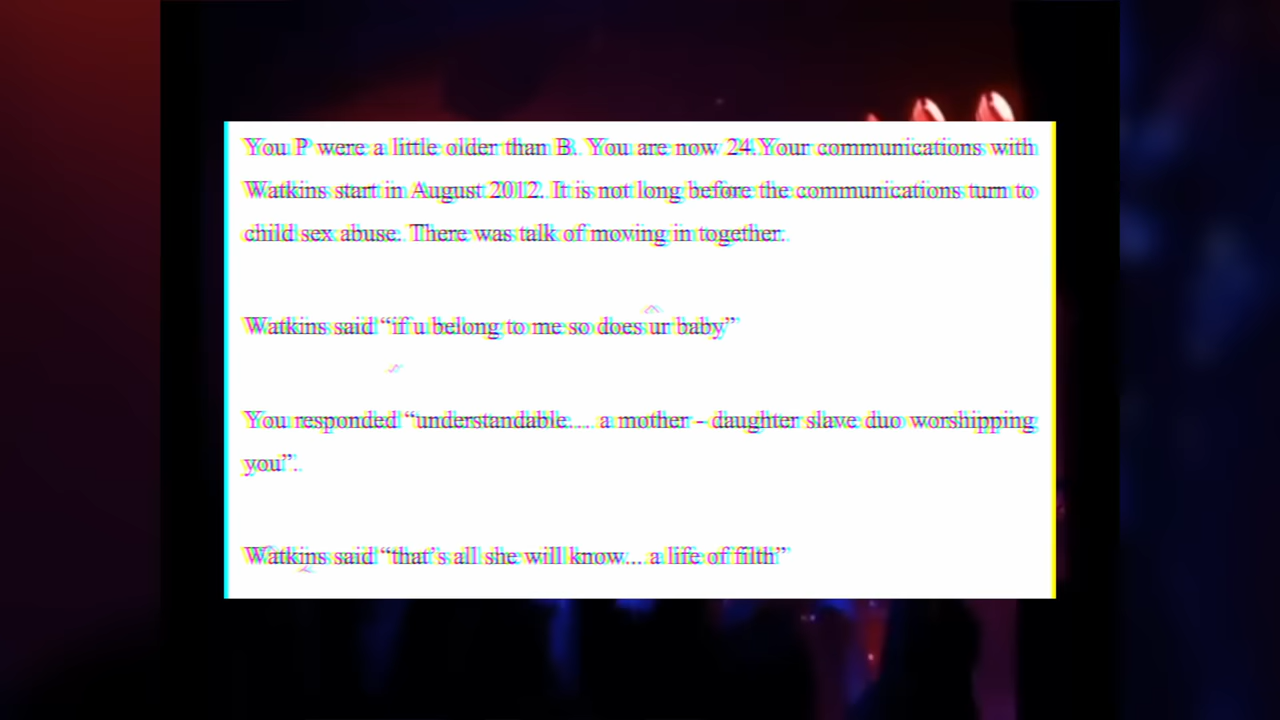 You P were a little older than B. You are now 24.Your communications with
Watkins start in August 2012. It is not long before the communications turn to
child sex abuse. There was talk of moving in together.
Watkins said “if u belong to me so does ur baby”
You responded “understandable.... a mother - daughter slave duo worshipping
you”.
Watkins said “that’s all she will know... a life of filth”